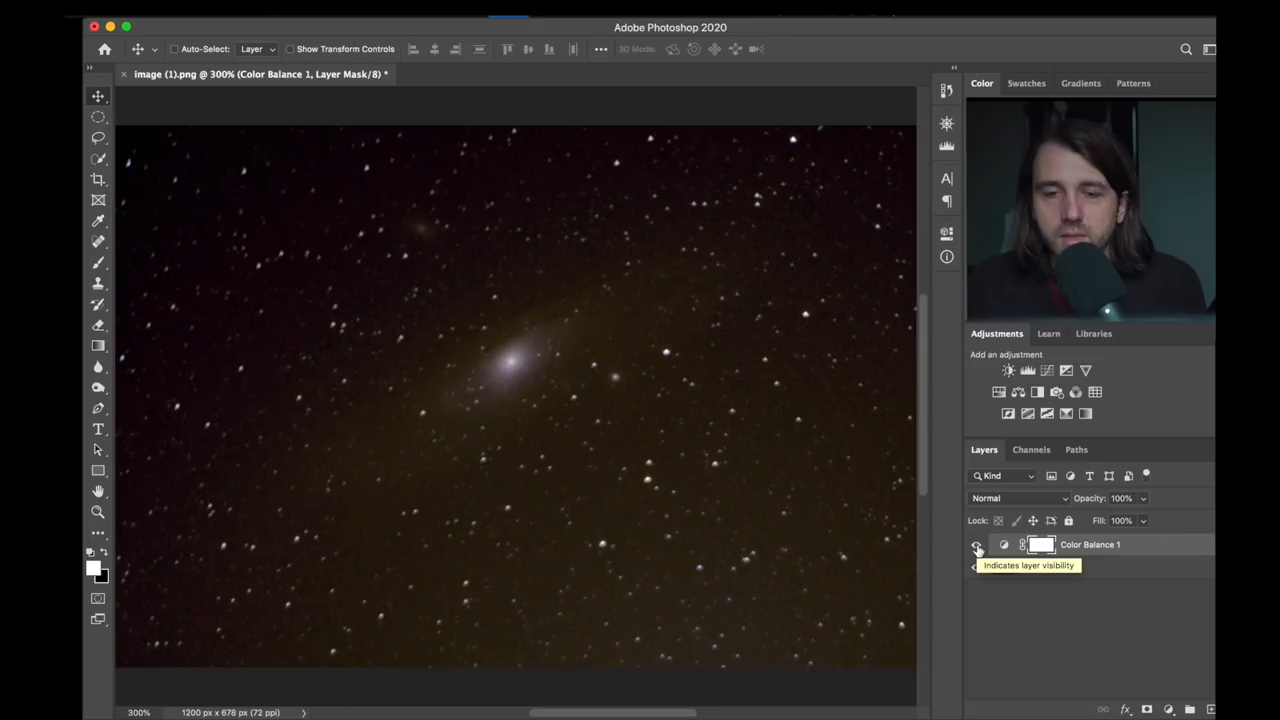 Adobe Photoshop 2020
Auto-Select: Layer Show Transform Controls 3D Mode:
image (1).png @ 300% (Color Balance 1, Layer Mask/8) *
Color Swatches Gradients Patterns
Adjustments Learn Libraries
Add an adjustment
Layers Channels Paths
Kind
Normal Opacity: 100%
Lock: Fill: 100%
Color Balance 1
Indicates layer visibility
300% 1200 px x 678 px (72 ppi)